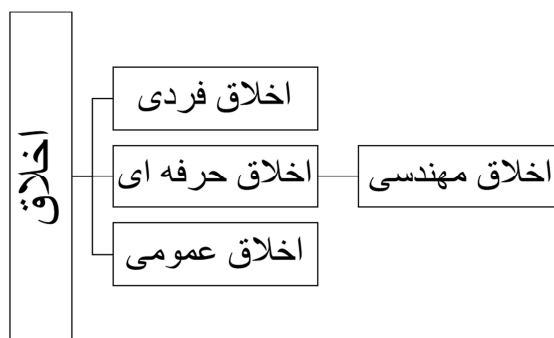 اخلاق
اخلاق فردی
اخلاق حرفه ای
اخلاق مهندسی
اخلاق عمومی